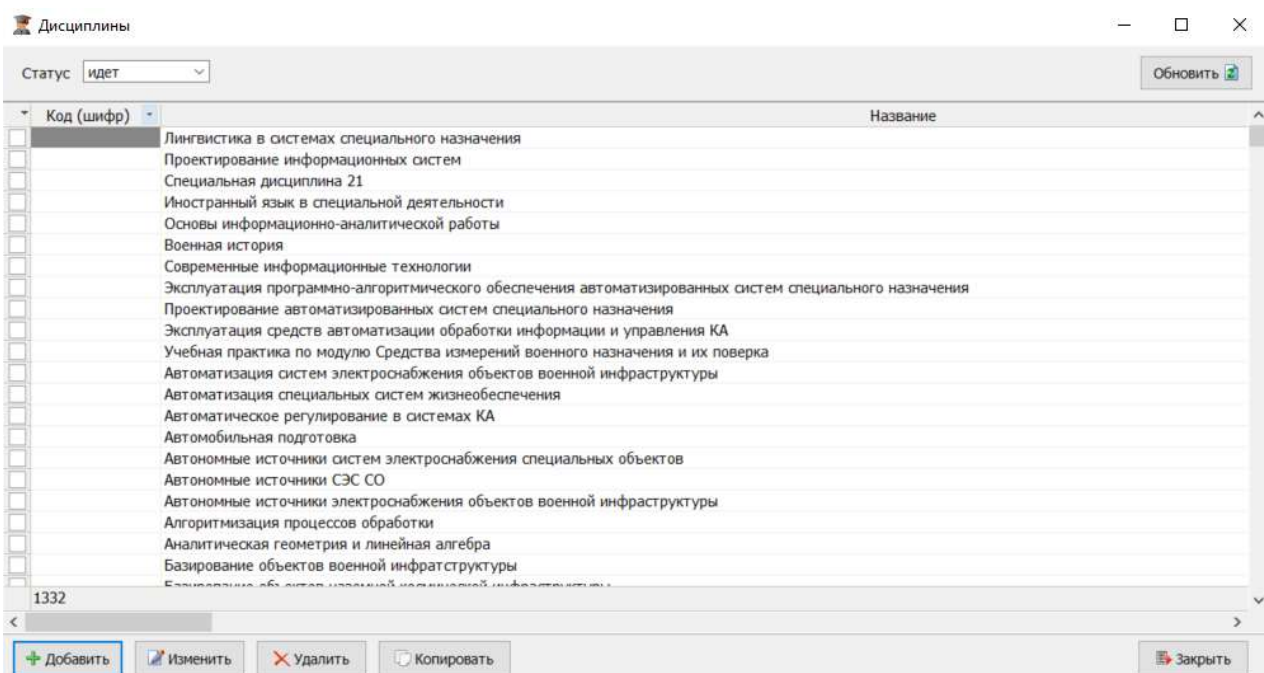 Дисциплины
Статус идет Обновить
Код (шифр) Название
Лингвистика в системах специального назначения
Проектирование информационных систем
Специальная дисциплина 21
Иностранный язык в специальной деятельности
Основы информационно-аналитической работы
Военная история
Современные информационные технологии
Эксплуатация программно-алгоритмического обеспечения автоматизированных систем специального назначения
Проектирование автоматизированных систем специального назначения
Эксплуатация средств автоматизации обработки информации и управления КА
Учебная практика по модулю Средства измерений военного назначения и их поверка
Автоматизация систем электроснабжения объектов военной инфраструктуры
Автоматизация специальных систем жизнеобеспечения
Автоматическое регулирование в системах КА
Автомобильная подготовка
Автономные источники систем электроснабжения специальных объектов
Автономные источники СЭС СО
Автономные источники электроснабжения объектов военной инфраструктуры
Алгоритмизация процессов обработки
Аналитическая геометрия и линейная алгебра
Базирование объектов военной инфратструктуры
Базирование объектов наземной космической инфраструктуры
1332
Добавить Изменить Удалить Копировать Закрыть